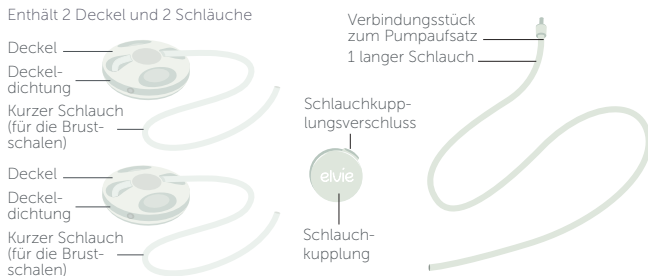 Enthält 2 Deckel und 2 Schläuche
Deckel
Deckel-
dichtung
Kurzer Schlauch
(für die Brust-
schalen)
Deckel
Deckel-
dichtung
Kurzer Schlauch
(für die Brust-
schalen)
Schlauchkupp-
lungsverschluss
elvie
Schlauch-
kupplung
Verbindungsstück
zum Pumpaufsatz
1 langer Schlauch